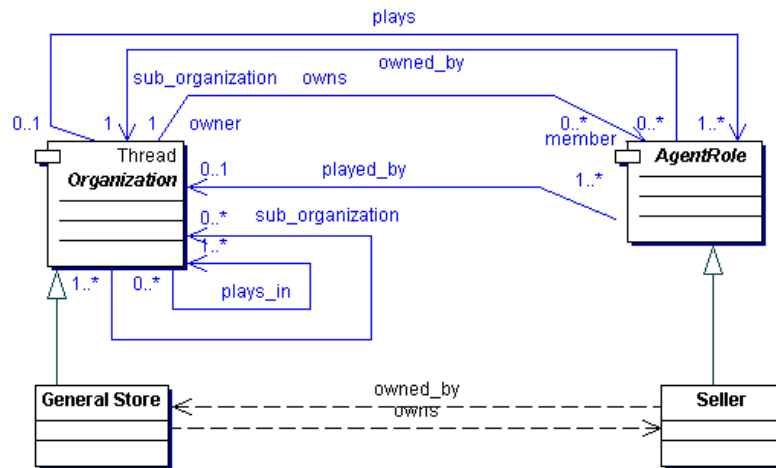 plays
owned_by
sub_organization owns
0..1 1 1 owner 0..* 0..* 1..*
member
Thread
Organization
AgentRole
0..1 played_by 1..*
0..* sub_organization
1..*
1..* 0..* plays_in
General Store
owned_by
owns
Seller